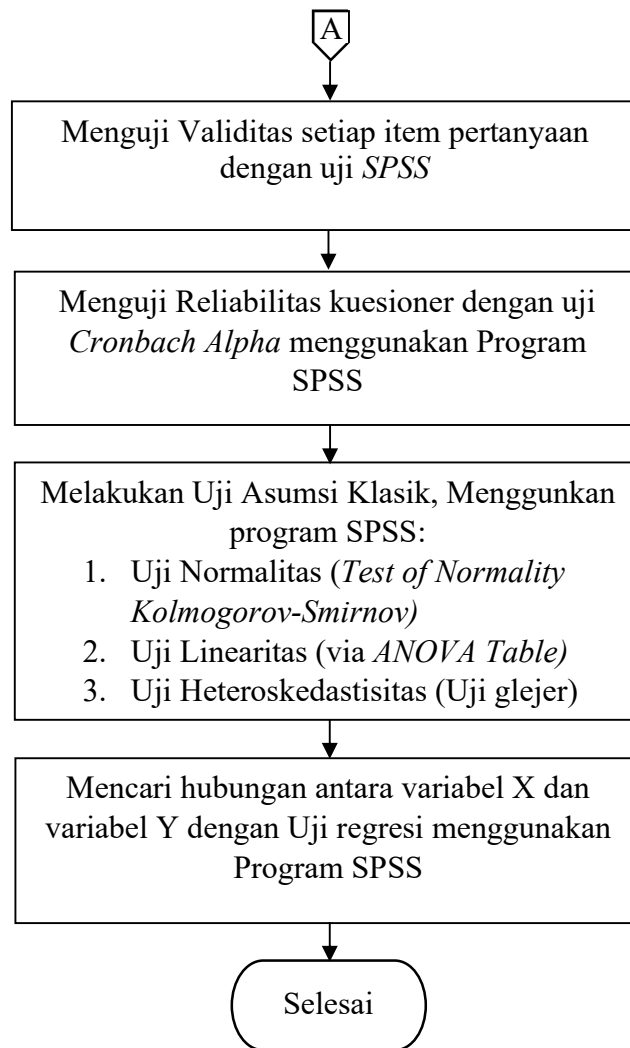 A
Menguji Validitas setiap item pertanyaan
dengan uji SPSS
Menguji Reliabilitas kuesioner dengan uji
Cronbach Alpha menggunakan Program
SPSS
Melakukan Uji Asumsi Klasik, Menggunkan
program SPSS:
1. Uji Normalitas (Test of Normality
Kolmogorov-Smirnov)
2. Uji Linearitas (via ANOVA Table)
3. Uji Heteroskedastisitas (Uji glejer)
Mencari hubungan antara variabel X dan
variabel Y dengan Uji regresi menggunakan
Program SPSS
Selesai